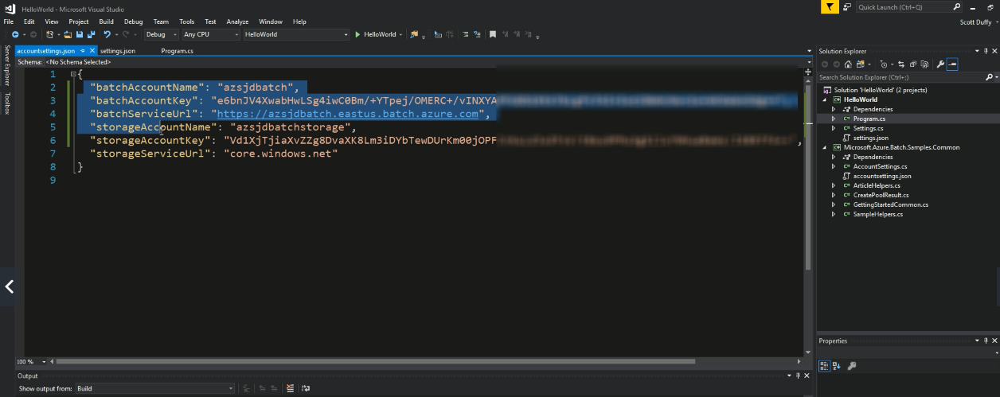 HelloWorld - Microsoft Visual Studio
Quick Launch (Ctrl+Q)
File Edit View Project Build Debug Team Tools Test Analyze Window Help
Scott Duffy
Debug Any CPU HelloWorld HelloWorld
Server Explorer
Toolbox
accountsettings.json settings.json Program.cs
Schema: <No Schema Selected>
1 {
2 "batchAccountName": "azsjdbatch",
3 "batchAccountKey": "e6bnJV4XwabHwLSg4iwC0Bm/+YTpej/OMERC+/vINXYA
4 "batchServiceUrl": "https://azsjdbatch.eastus.batch.azure.com",
5 "storageAccountName": "azsjdbatchstorage",
6 "storageAccountKey": "Vd1XjTjiaXvZZg8DvaXK8Lm3iDYbTewDUrKm00jOPF ,
7 "storageServiceUrl": "core.windows.net"
8 }
9
100 %
Output
Show output from: Build
Solution Explorer
Search Solution Explorer (Ctrl+;)
Solution 'HelloWorld' (2 projects)
HelloWorld
Dependencies
Program.cs
Settings.cs
settings.json
Microsoft.Azure.Batch.Samples.Common
Dependencies
AccountSettings.cs
accountsettings.json
ArticleHelpers.cs
CreatePoolResult.cs
GettingStartedCommon.cs
SampleHelpers.cs
Properties